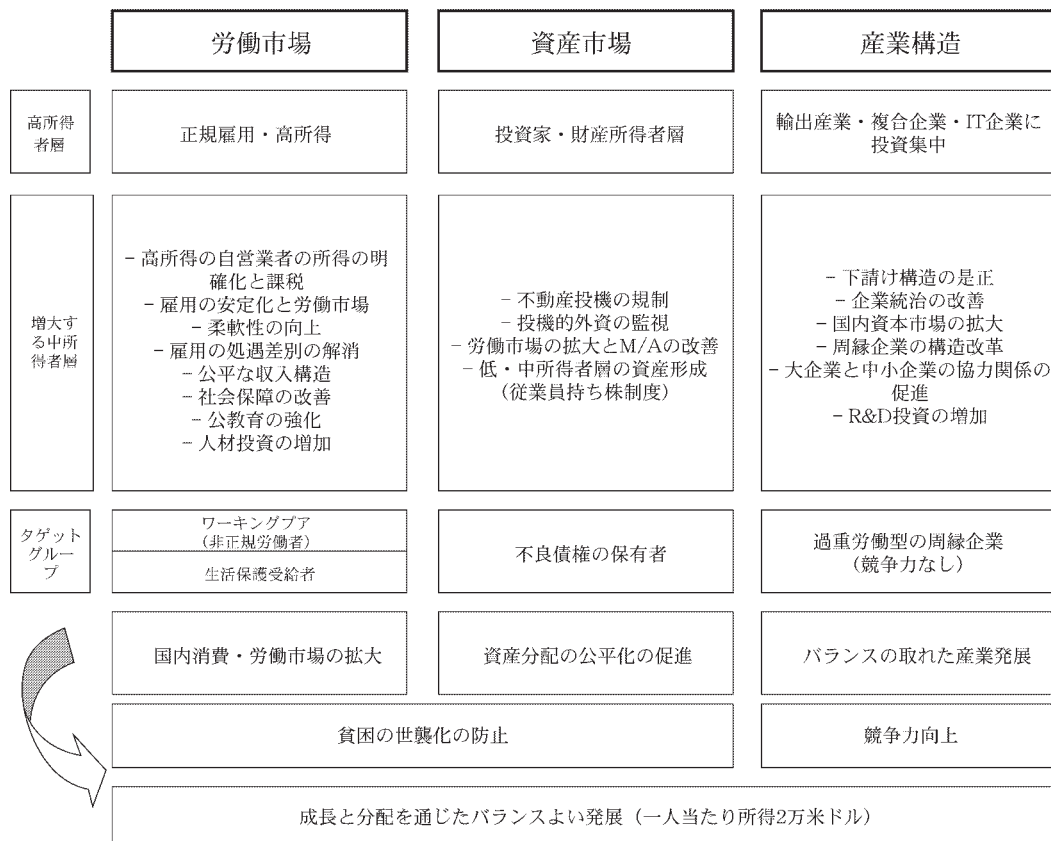 労働市場
資産市場
産業構造
高所得
者層
正規雇用・高所得
投資家・財産所得者層
輸出産業・複合企業・IT企業に
投資集中
増大す
る中所
得者層
− 高所得の自営業者の所得の明
確化と課税
− 雇用の安定化と労働市場
− 柔軟性の向上
− 雇用の処遇差別の解消
− 公平な収入構造
− 社会保障の改善
− 公教育の強化
− 人材投資の増加
− 不動産投機の規制
− 投機的外資の監視
− 労働市場の拡大とM/Aの改善
− 低・中所得者層の資産形成
(従業員持ち株制度)
− 下請け構造の是正
− 企業統治の改善
− 国内資本市場の拡大
− 周縁企業の構造改革
− 大企業と中小企業の協力関係の
促進
− R&D投資の増加
タゲット
グルー
プ
ワーキングプア
(非正規労働者)
生活保護受給者
不良債権の保有者
過重労働型の周縁企業
(競争力なし)
国内消費・労働市場の拡大
資産分配の公平化の促進
バランスの取れた産業発展
貧困の世襲化の防止
競争力向上
成長と分配を通じたバランスよい発展（一人当たり所得2万米ドル）